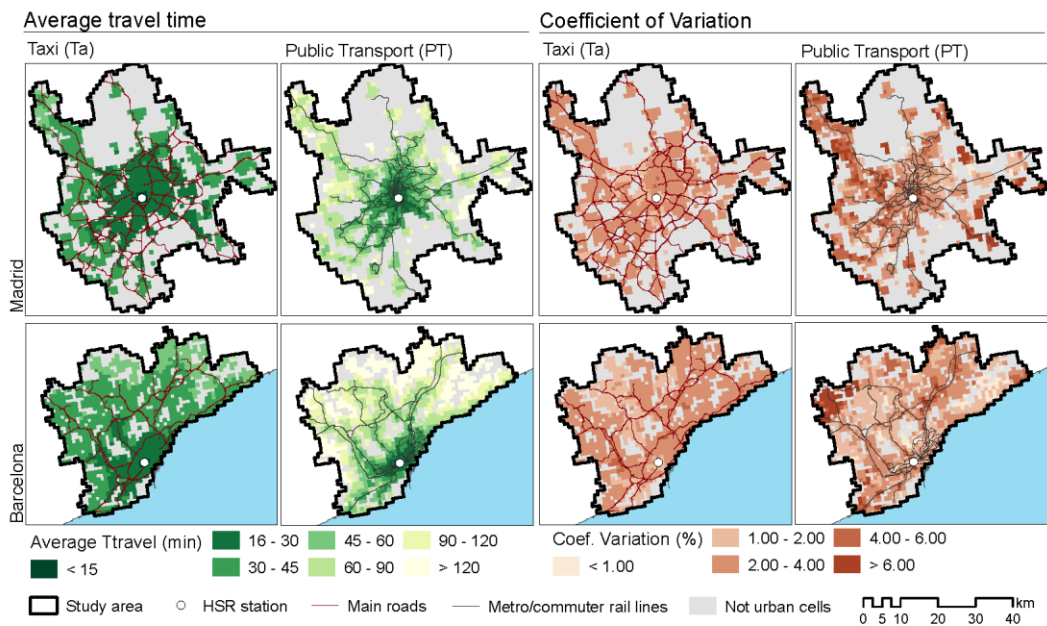 Average travel time
Coefficient of Variation
Taxi (Ta)
Public Transport (PT)
Taxi (Ta)
Public Transport (PT)
Madrid
Barcelona
Average Ttravel (min)
< 15
16 - 30
30 - 45
45 - 60
60 - 90
90 - 120
> 120
Coef. Variation (%)
< 1.00
1.00 - 2.00
2.00 - 4.00
4.00 - 6.00
> 6.00
Study area
HSR station
Main roads
Metro/commuter rail lines
Not urban cells
km
0 5 10 20 30 40